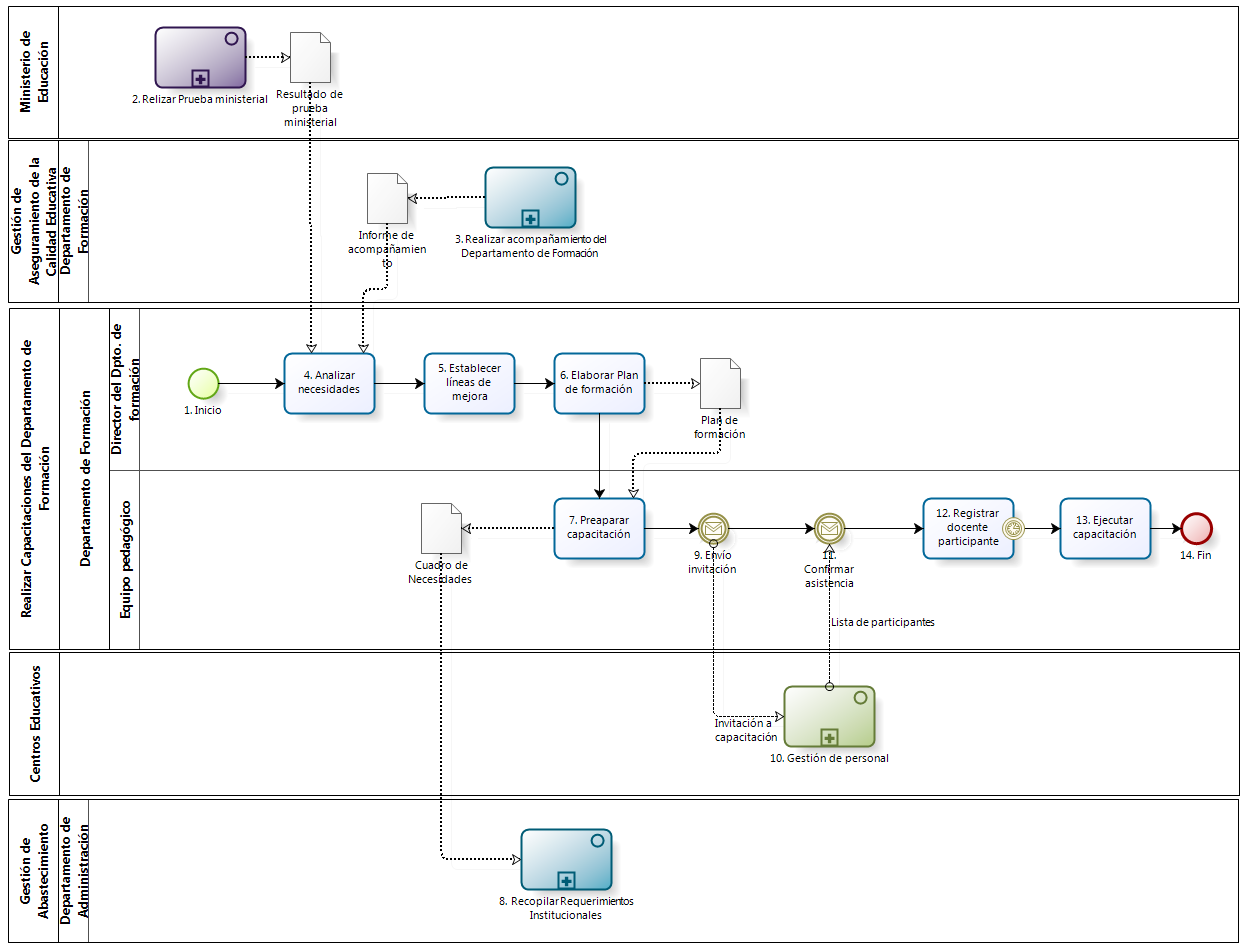 Ministerio de
Educación
2. Relizar Prueba ministerial
Resultado de
prueba
ministerial
Gestión de
Aseguramiento de la
Calidad Educativa
Departamento de
Formación
Informe de
acompañamien
to
3. Realizar acompañamiento del
Departamento de Formación
Realizar Capacitaciones del Departamento de
Formación
Departamento de Formación
Director del Dpto. de
formación
1. Inicio
4. Analizar
necesidades
5. Establecer
líneas de
mejora
6. Elaborar Plan
de formación
Plan de
formación
Equipo pedagógico
Cuadro de
Necesidades
7. Preaparar
capacitación
9. Envío
invitación
11.
Confirmar
asistencia
12. Registrar
docente
participante
13. Ejecutar
capacitación
14. Fin
Lista de participantes
Centros Educativos
Invitación a
capacitación
10. Gestión de personal
Gestión de
Abastecimiento
Departamento de
Administración
8. Recopilar Requerimientos
Institucionales